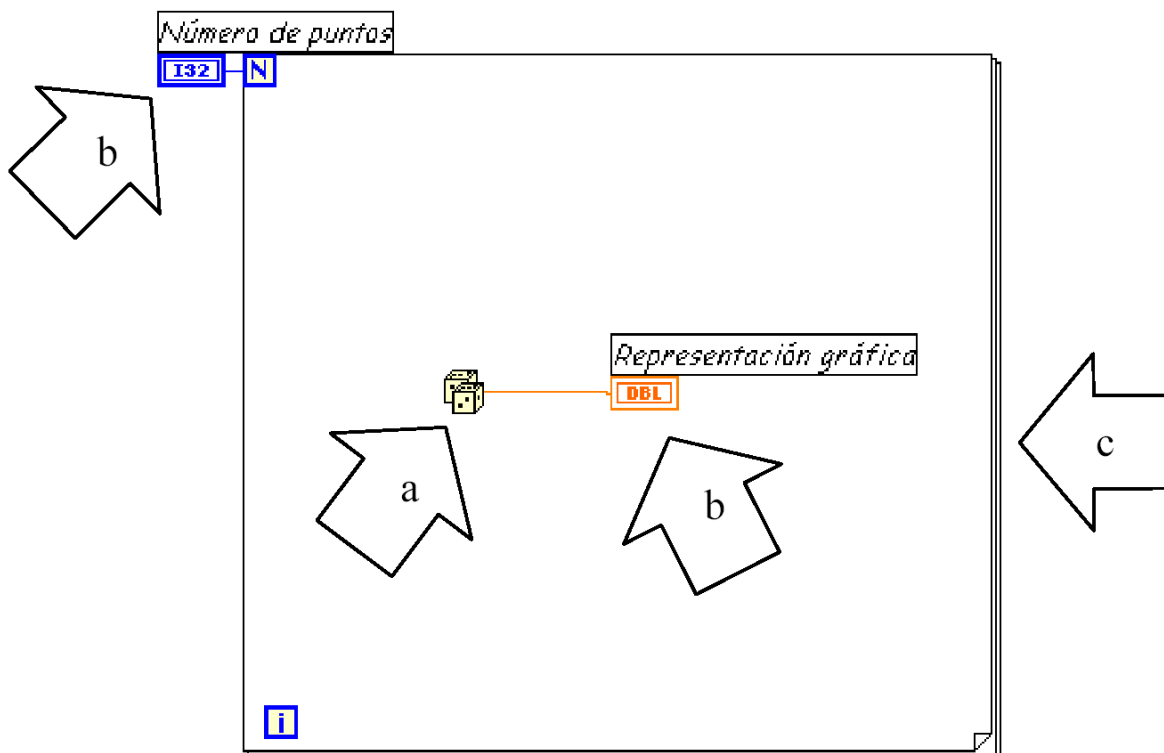 Número de puntos
I32
N
b
Representación gráfica
DBL
a
b
c
i